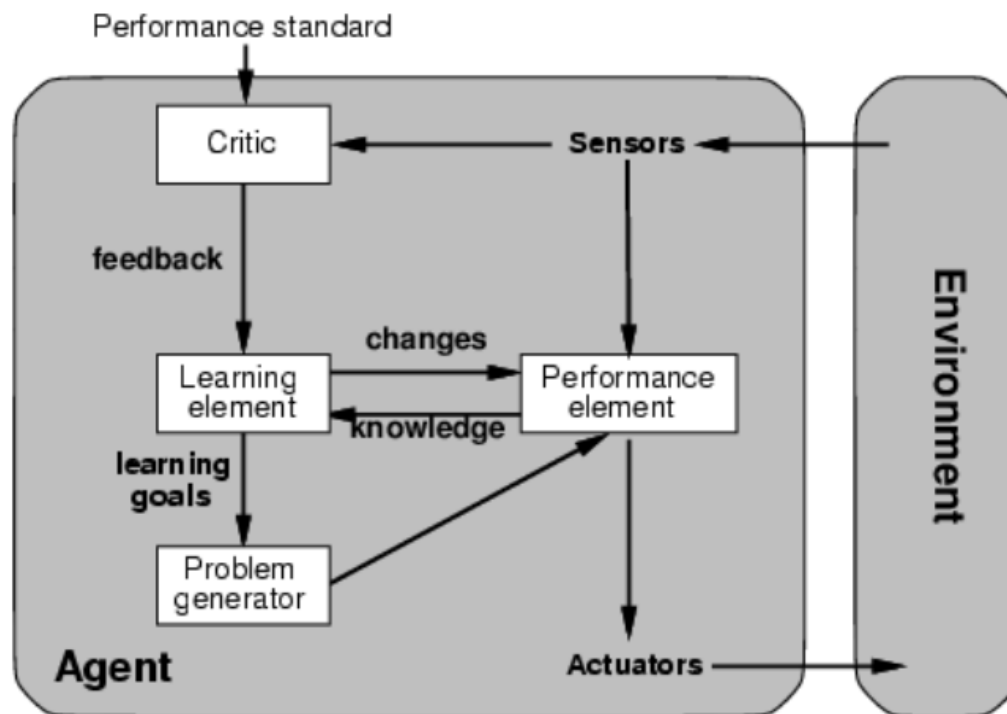 Performance standard
Critic
Sensors
feedback
changes
Learning
element
Performance
element
knowledge
learning
goals
Problem
generator
Agent
Actuators
Environment